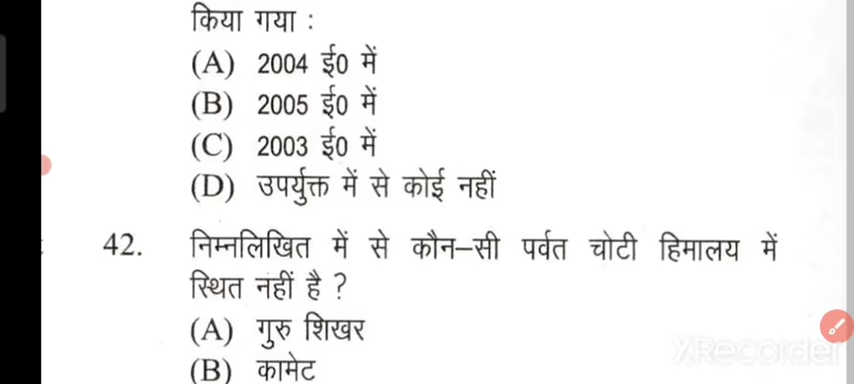 किया गया :
(A) 2004 ई0 में
(B) 2005 ई0 में
(C) 2003 ई0 में
(D) उपर्युक्त में से कोई नहीं
42. निम्नलिखित में से कौन–सी पर्वत चोटी हिमालय में
स्थित नहीं है ?
(A) गुरु शिखर
XRecorder
(B) कामेट